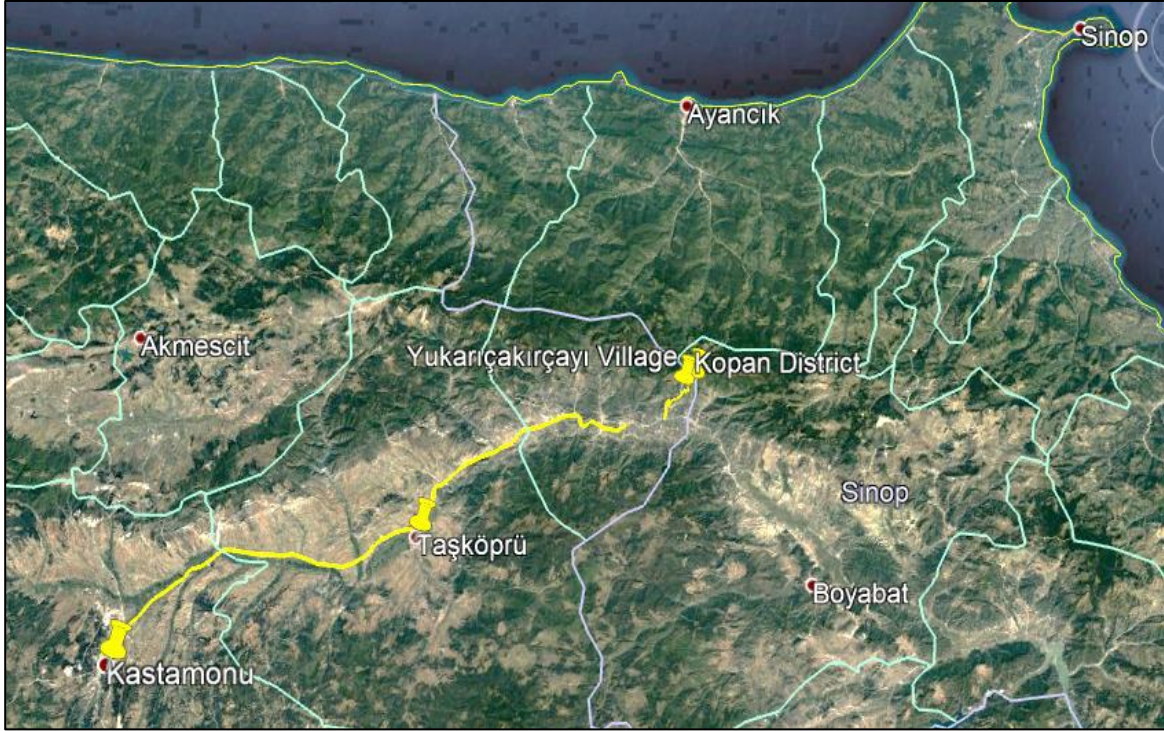 Sinop
Ayancık
Akmescit
Yukarıçakırçayı Village
Kopan District
Sinop
Taşköprü
Boyabat
Kastamonu